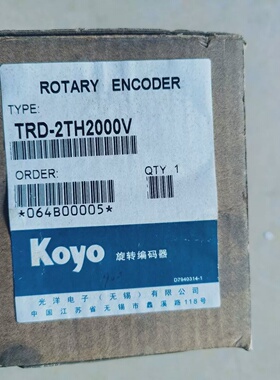 ROTARY ENCODER
TYPE:
TRD-2TH2000V
ORDER:
QTY 1
*064B00005*
Koyo
旋转编码器
D7940314-1
光洋电子(无锡)有限公司
中国江苏省无锡市蠡溪路118号